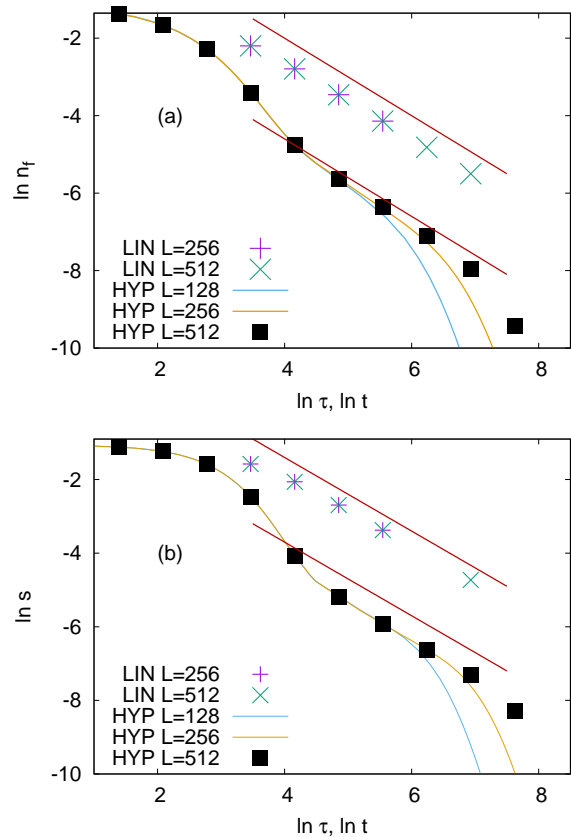 -2
-4
-6
-8
-10
ln n_f
(a)
LIN L=256
LIN L=512
HYP L=128
HYP L=256
HYP L=512
2 4 6 8
ln τ, ln t
-2
-4
-6
-8
-10
ln s
(b)
LIN L=256
LIN L=512
HYP L=128
HYP L=256
HYP L=512
2 4 6 8
ln τ, ln t